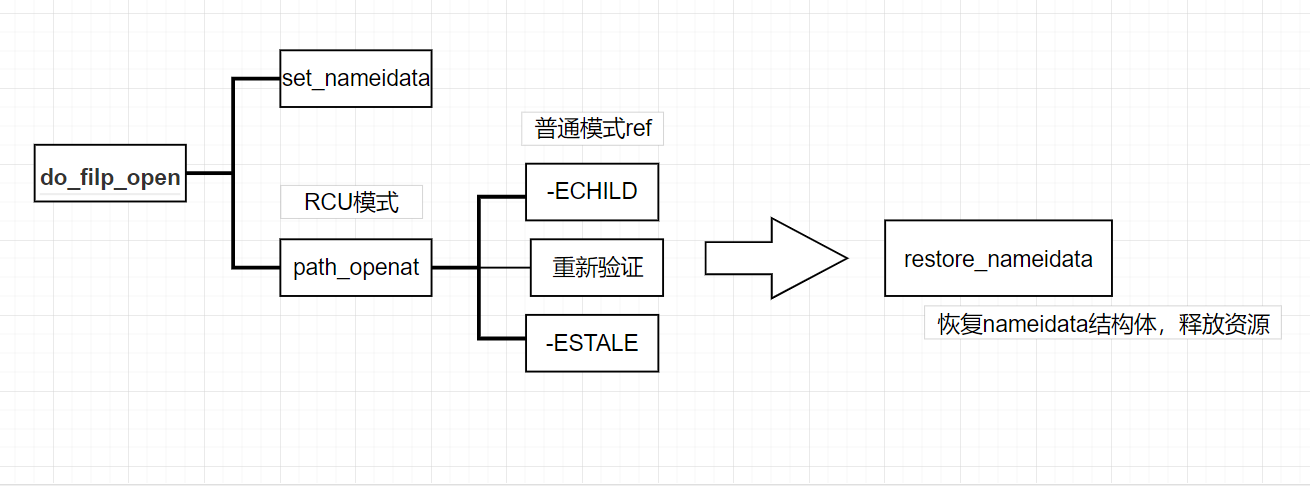 do_filp_open
set_nameidata
RCU模式
path_openat
普通模式ref
-ECHILD
重新验证
-ESTALE
restore_nameidata
恢复nameidata结构体，释放资源